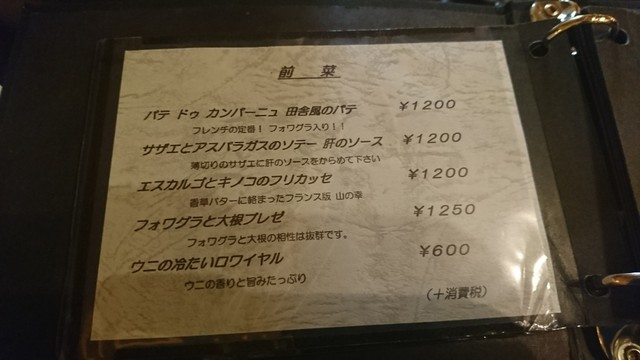 前 菜
パテ ドゥ カンパーニュ 田舎風のパテ ¥1200
フレンチの定番！ フォワグラ入り！！
サザエとアスパラガスのソテー 肝のソース ¥1200
薄切りのサザエに肝のソースをからめて下さい
エスカルゴとキノコのフリカッセ ¥1200
香草バターに絡まったフランス版 山の幸
フォワグラと大根ブレゼ ¥1250
フォワグラと大根の相性は抜群です。
ウニの冷たいロワイヤル ¥600
ウニの香りと旨みたっぷり
（＋消費税）